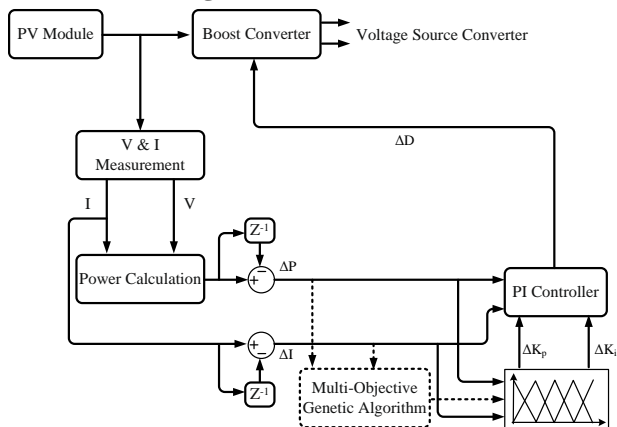 PV Module
Boost Converter
Voltage Source Converter
V & I
Measurement
ΔD
I
V
Z⁻¹
Power Calculation
ΔP
+
−
PI Controller
+
−
ΔI
ΔKₚ
ΔKᵢ
Z⁻¹
Multi-Objective
Genetic Algorithm